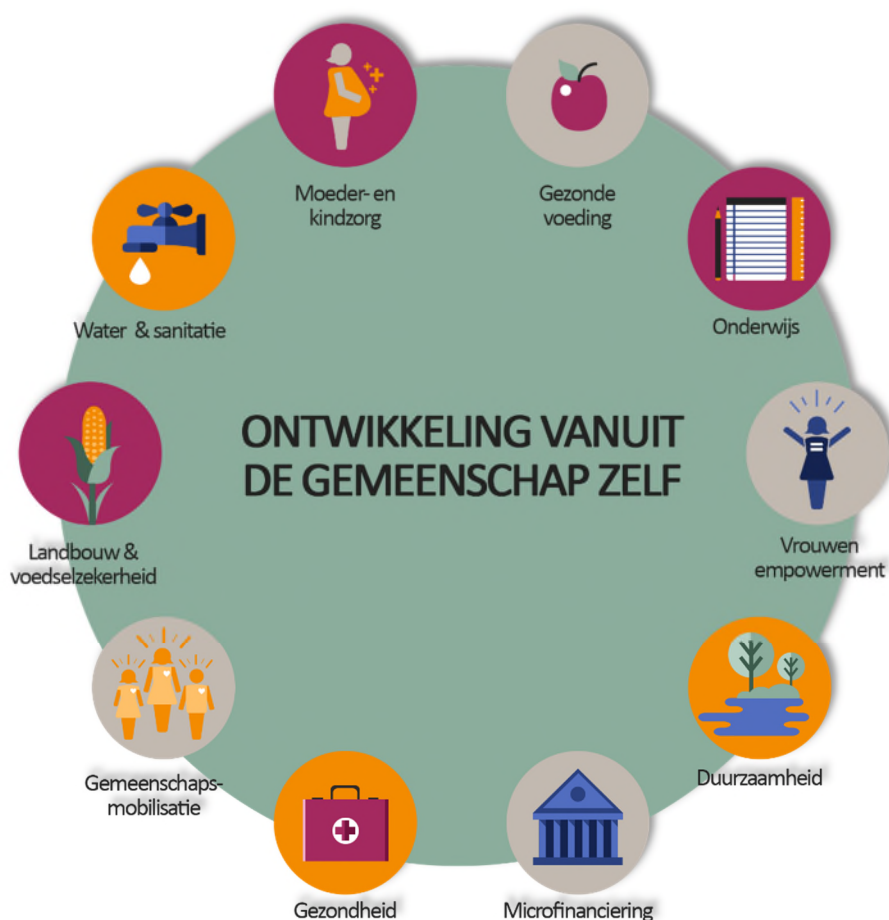 Moeder- en
kindzorg
Gezonde
voeding
Water & sanitatie
Onderwijs
ONTWIKKELING VANUIT
DE GEMEENSCHAP ZELF
Landbouw &
voedselzekerheid
Vrouwen
empowerment
Gemeenschaps-
mobilisatie
Duurzaamheid
Gezondheid
Microfinanciering